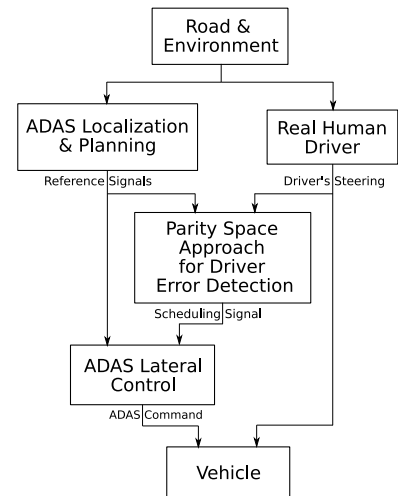 Road &
Environment
ADAS Localization
& Planning
Real Human
Driver
Reference Signals
Driver's Steering
Parity Space
Approach
for Driver
Error Detection
Scheduling Signal
ADAS Lateral
Control
ADAS Command
Vehicle